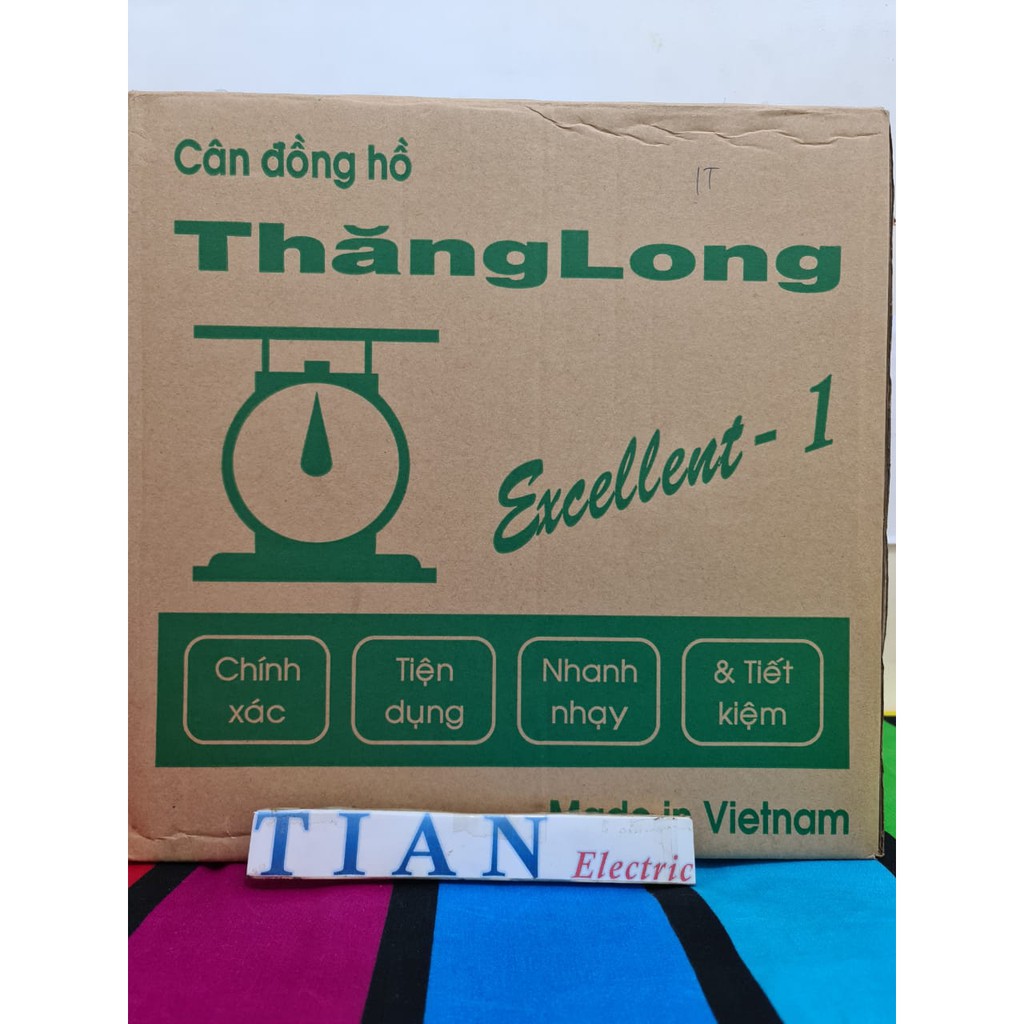 Cân đồng hồ
1T
ThăngLong
Excellent - 1
Chính
xác
Tiện
dụng
Nhanh
nhạy
& Tiết
kiệm
Made in Vietnam
TIAN Electric